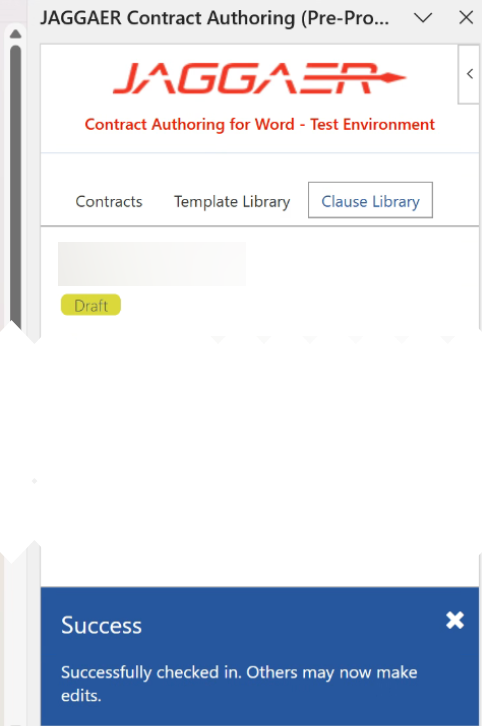 JAGGAER Contract Authoring (Pre-Pro...
JAGGAER
Contract Authoring for Word - Test Environment
Contracts Template Library Clause Library
Draft
Success
Successfully checked in. Others may now make
edits.